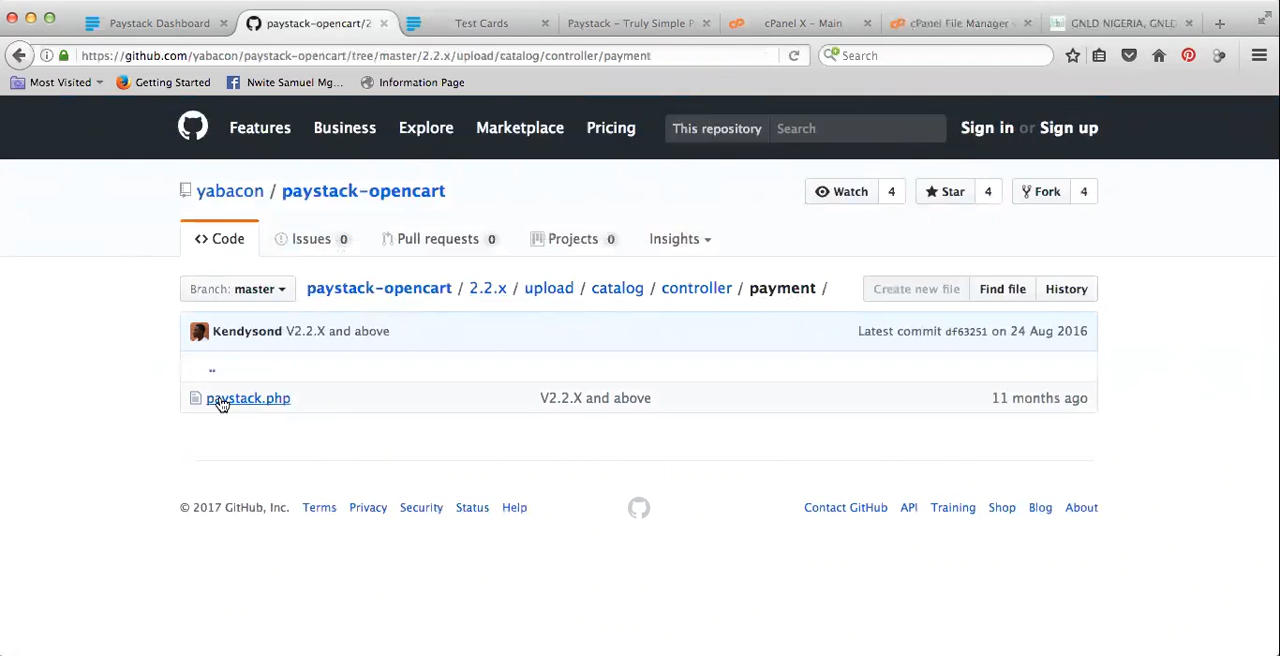 Paystack Dashboard
paystack-opencart/2
Test Cards
Paystack – Truly Simple P
cPanel X - Main
cPanel File Manager
GNLD NIGERIA, GNLD
https://github.com/yabacon/paystack-opencart/tree/master/2.2.x/upload/catalog/controller/payment
Search
Most Visited
Getting Started
Nwite Samuel Mg...
Information Page
Features
Business
Explore
Marketplace
Pricing
This repository
Search
Sign in or Sign up
yabacon / paystack-opencart
Watch 4
Star 4
Fork 4
<> Code
Issues 0
Pull requests 0
Projects 0
Insights
Branch: master
paystack-opencart / 2.2.x / upload / catalog / controller / payment /
Create new file
Find file
History
Kendysond V2.2.X and above
Latest commit df63251 on 24 Aug 2016
..
paystack.php
V2.2.X and above
11 months ago
© 2017 GitHub, Inc.
Terms
Privacy
Security
Status
Help
Contact GitHub
API
Training
Shop
Blog
About